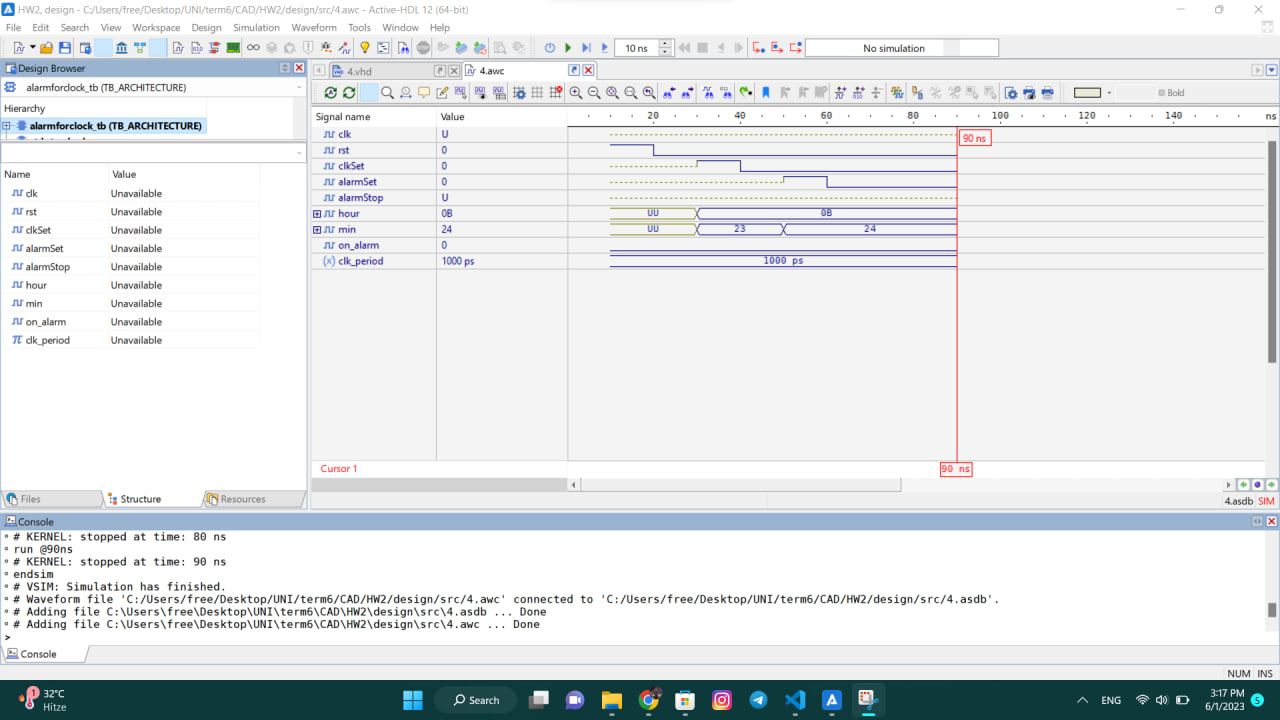 HW2, design - C:/Users/free/Desktop/UNI/term6/CAD/HW2/design/src/4.awc - Active-HDL 12 (64-bit)
File Edit Search View Workspace Design Simulation Waveform Tools Window Help
10 ns
No simulation
Design Browser
alarmforclock_tb (TB_ARCHITECTURE)
Hierarchy
alarmforclock_tb (TB_ARCHITECTURE)
Name Value
clk Unavailable
rst Unavailable
clkSet Unavailable
alarmSet Unavailable
alarmStop Unavailable
hour Unavailable
min Unavailable
on_alarm Unavailable
clk_period Unavailable
Files Structure Resources
4.vhd 4.awc
Bold
Signal name Value 20 40 60 80 100 120 140 ns
clk U 90 ns
rst 0
clkSet 0
alarmSet 0
alarmStop U
hour 0B UU 0B
min 24 UU 23 24
on_alarm 0
(x) clk_period 1000 ps 1000 ps
Cursor 1 90 ns
4.asdb SIM
Console
# KERNEL: stopped at time: 80 ns
run @90ns
# KERNEL: stopped at time: 90 ns
endsim
# VSIM: Simulation has finished.
# Waveform file 'C:/Users/free/Desktop/UNI/term6/CAD/HW2/design/src/4.awc' connected to 'C:/Users/free/Desktop/UNI/term6/CAD/HW2/design/src/4.asdb'.
# Adding file C:\Users\free\Desktop\UNI\term6\CAD\HW2\design\src\4.asdb ... Done
# Adding file C:\Users\free\Desktop\UNI\term6\CAD\HW2\design\src\4.awc ... Done
>
Console
NUM INS
1
32°C
Hitze
Search
ENG
3:17 PM
6/1/2023
5